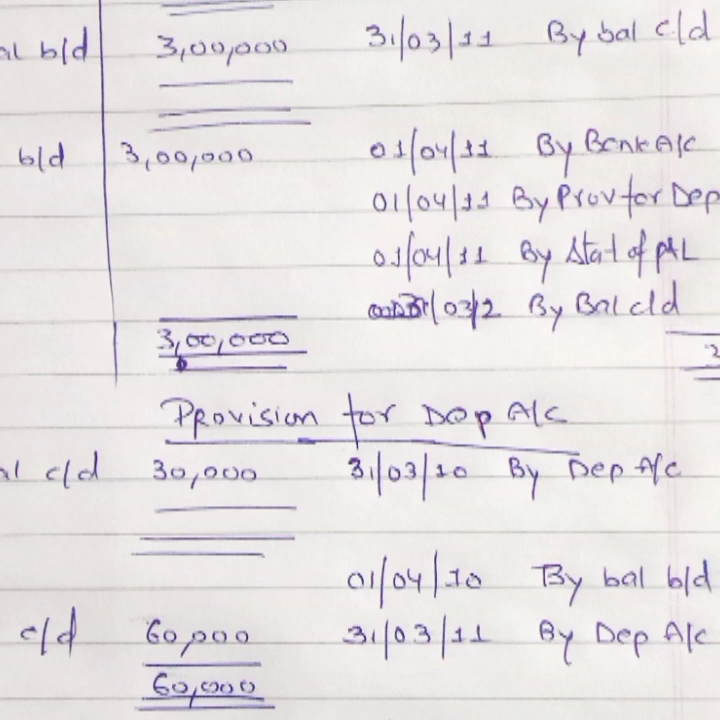 al b/d 3,00,000 31/03/11 By bal c/d
b/d 3,00,000 01/04/11 By Bank A/c
01/04/11 By Prov for Dep
01/04/11 By Stat of P&L
/03/2 By Bal c/d
3,00,000
Provision for Dep A/c
al c/d 30,000 31/03/10 By Dep A/c
01/04/10 By bal b/d
c/d 60,000 31/03/11 By Dep A/c
60,000